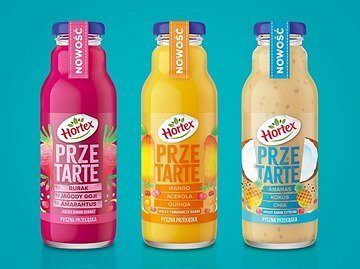 NOWOŚĆ
Hortex
PRZE
TARTE
BURAK
JAGODY GOJI
AMARANTUS
PYSZNA PRZEKĄSKA
NOWOŚĆ
Hortex
PRZE
TARTE
MANGO
ACEROLA
QUINOA
PYSZNA PRZEKĄSKA
NOWOŚĆ
Hortex
PRZE
TARTE
ANANAS
KOKOS
CHIA
PYSZNA PRZEKĄSKA